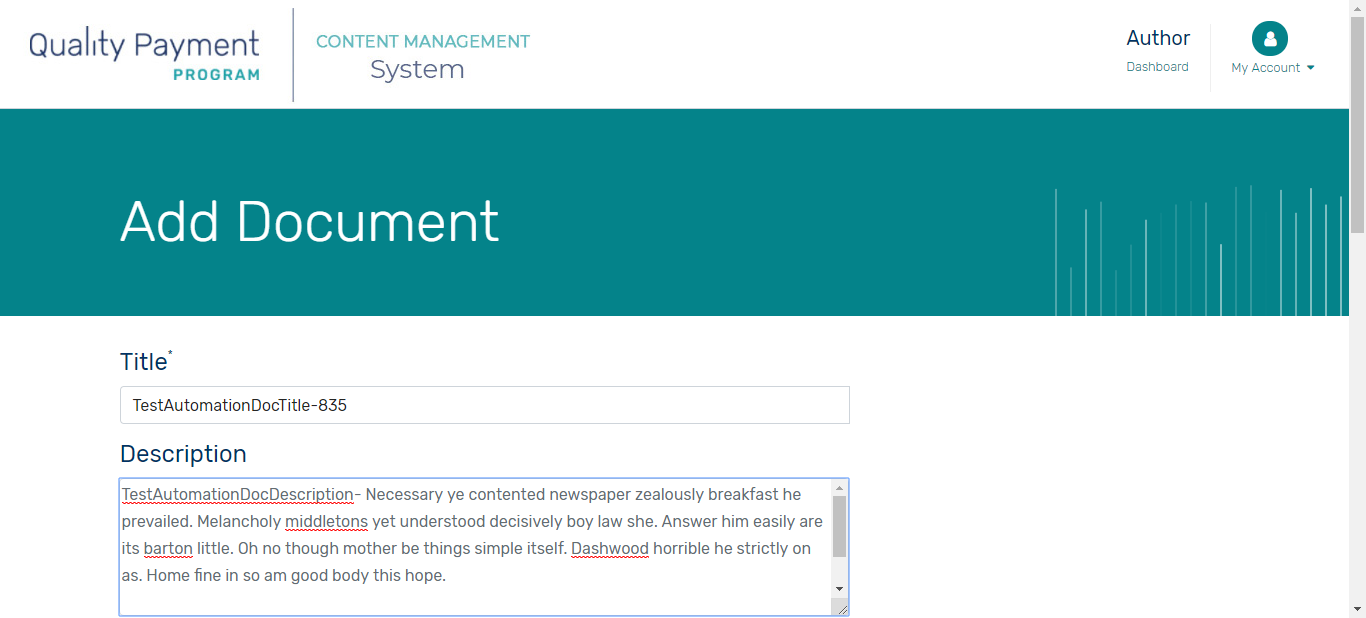 Quality Payment
PROGRAM
CONTENT MANAGEMENT
System
Author
Dashboard
My Account
Add Document
Title*
TestAutomationDocTitle-835
Description
TestAutomationDocDescription- Necessary ye contented newspaper zealously breakfast he
prevailed. Melancholy middletons yet understood decisively boy law she. Answer him easily are
its barton little. Oh no though mother be things simple itself. Dashwood horrible he strictly on
as. Home fine in so am good body this hope.